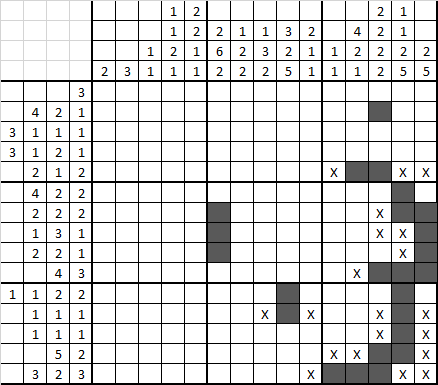 1 2 2 1
1 2 2 1 1 3 2 4 2 1
1 2 1 6 2 3 2 1 1 2 2 2 2
2 3 1 1 1 2 2 2 5 1 1 1 2 5 5
3
4 2 1
3 1 1 1
3 1 2 1
2 1 2 X X X
4 2 2
2 2 2 X
1 3 1 X X
2 2 1 X
4 3 X
1 1 2 2 X
1 1 1 X X X X
1 1 1 X X
5 2 X X X
3 2 3 X X X